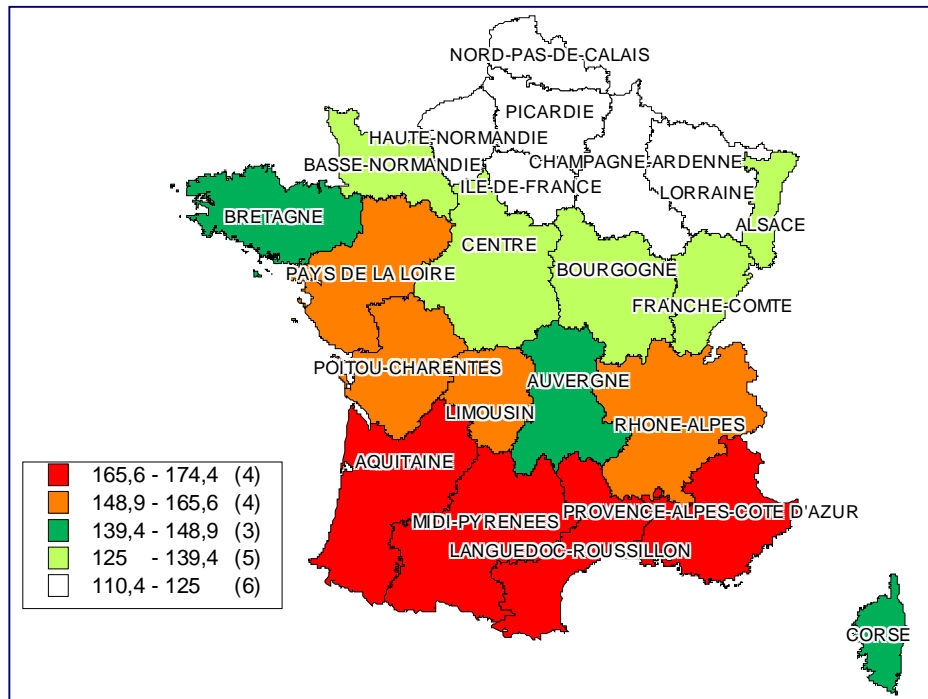 NORD-PAS-DE-CALAIS
PICARDIE
HAUTE-NORMANDIE
BASSE-NORMANDIE
CHAMPAGNE-ARDENNE
ILE-DE-FRANCE
LORRAINE
BRETAGNE
ALSACE
CENTRE
PAYS DE LA LOIRE
BOURGOGNE
FRANCHE-COMTE
POITOU-CHARENTES
AUVERGNE
LIMOUSIN
RHONE-ALPES
AQUITAINE
PROVENCE-ALPES-COTE D'AZUR
MIDI-PYRENEES
LANGUEDOC-ROUSSILLON
CORSE
165,6 - 174,4 (4)
148,9 - 165,6 (4)
139,4 - 148,9 (3)
125 - 139,4 (5)
110,4 - 125 (6)